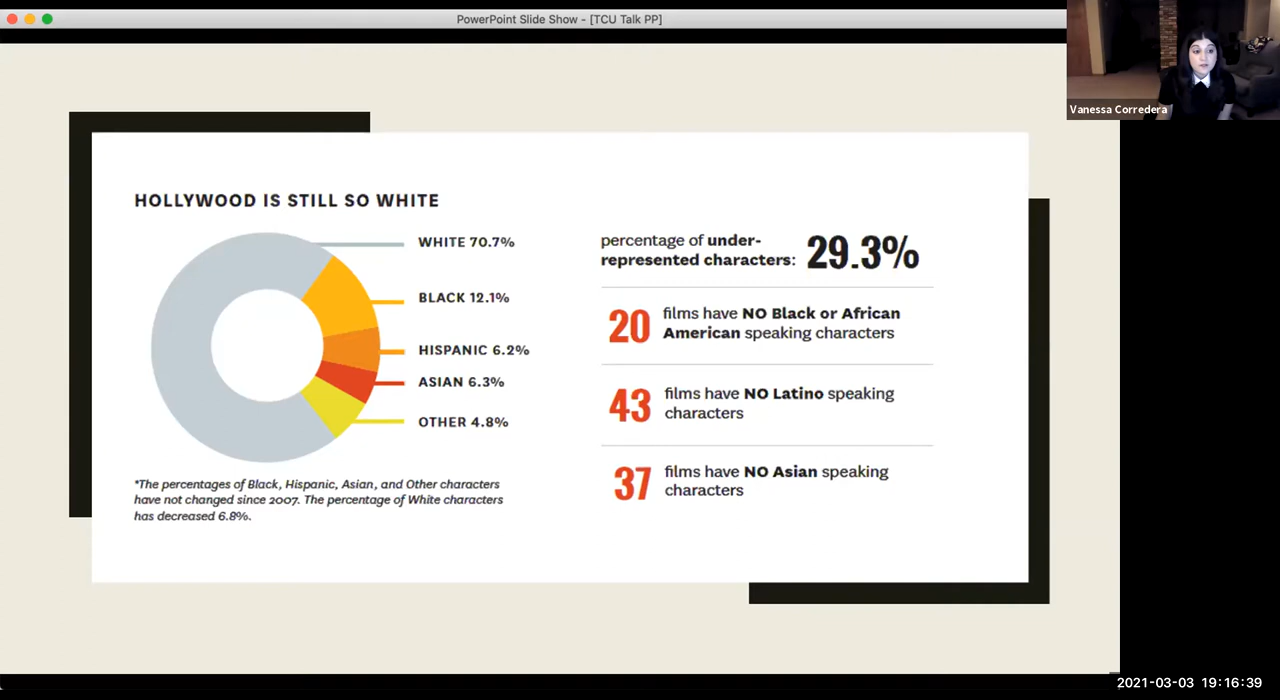 PowerPoint Slide Show - [TCU Talk PP]
Vanessa Corredera
HOLLYWOOD IS STILL SO WHITE
WHITE 70.7%
BLACK 12.1%
HISPANIC 6.2%
ASIAN 6.3%
OTHER 4.8%
*The percentages of Black, Hispanic, Asian, and Other characters
have not changed since 2007. The percentage of White characters
has decreased 6.8%.
percentage of under-
represented characters: 29.3%
20 films have NO Black or African
American speaking characters
43 films have NO Latino speaking
characters
37 films have NO Asian speaking
characters
2021-03-03 19:16:39